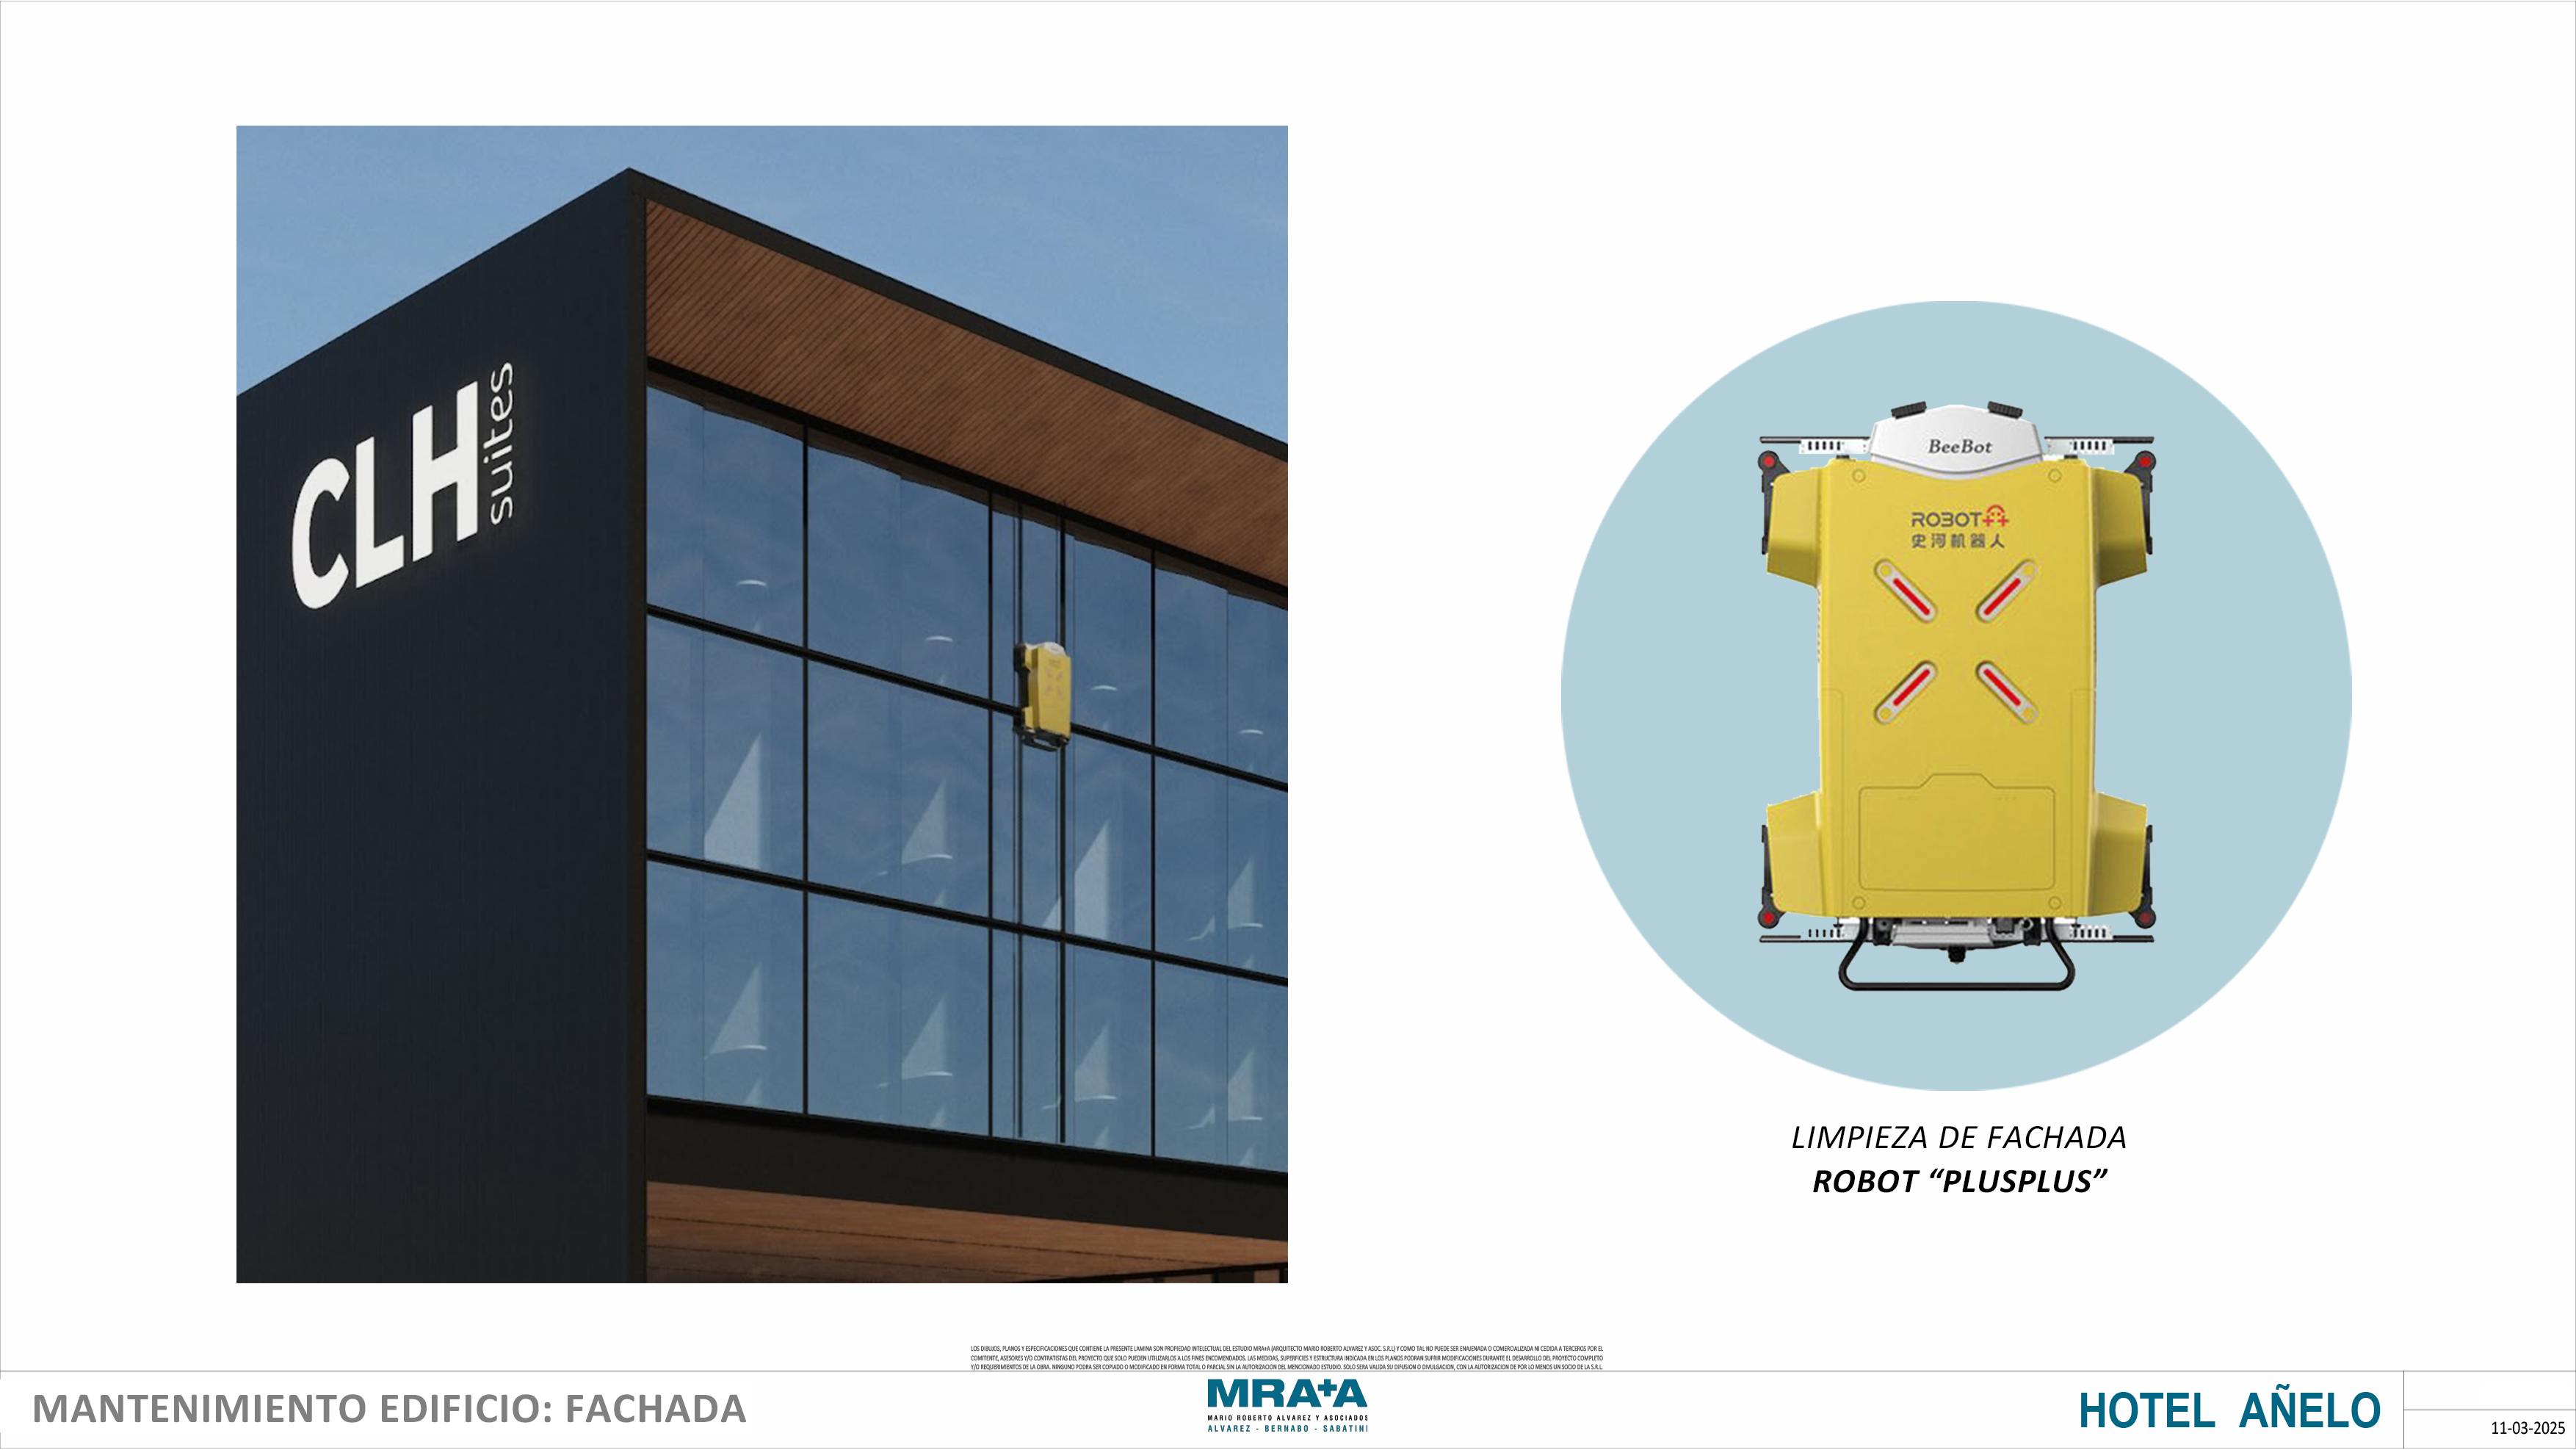 CLH
suites
BeeBot
ROBOT++
史河机器人
LIMPIEZA DE FACHADA
ROBOT “PLUSPLUS”
LOS DIBUJOS, PLANOS Y ESPECIFICACIONES QUE CONTIENE LA PRESENTE LAMINA SON PROPIEDAD INTELECTUAL DEL ESTUDIO MRA+A (ARQUITECTO MARIO ROBERTO ALVAREZ Y ASOC. S.R.L) Y COMO TAL NO PUEDE SER ENAJENADA O COMERCIALIZADA NI CEDIDA A TERCEROS POR EL
COMITENTE, ASESORES Y/O CONTRATISTAS DEL PROYECTO QUE SOLO PUEDEN UTILIZARLOS A LOS FINES ENCOMENDADOS. LAS MEDIDAS, SUPERFICIES Y ESTRUCTURA INDICADA EN LOS PLANOS PODRAN SUFRIR MODIFICACIONES DURANTE EL DESARROLLO DEL PROYECTO COMPLETO
Y/O REQUERIMIENTOS DE LA OBRA. NINGUNO PODRA SER COPIADO O MODIFICADO EN FORMA TOTAL O PARCIAL SIN LA AUTORIZACION DEL MENCIONADO ESTUDIO. SOLO SERA VALIDA SU DIFUSION O DIVULGACION, CON LA AUTORIZACION DE POR LO MENOS UN SOCIO DE LA S.R.L.
MANTENIMIENTO EDIFICIO: FACHADA
MRA+A
MARIO ROBERTO ALVAREZ Y ASOCIADOS
ALVAREZ - BERNABO - SABATINI
HOTEL AÑELO
11-03-2025